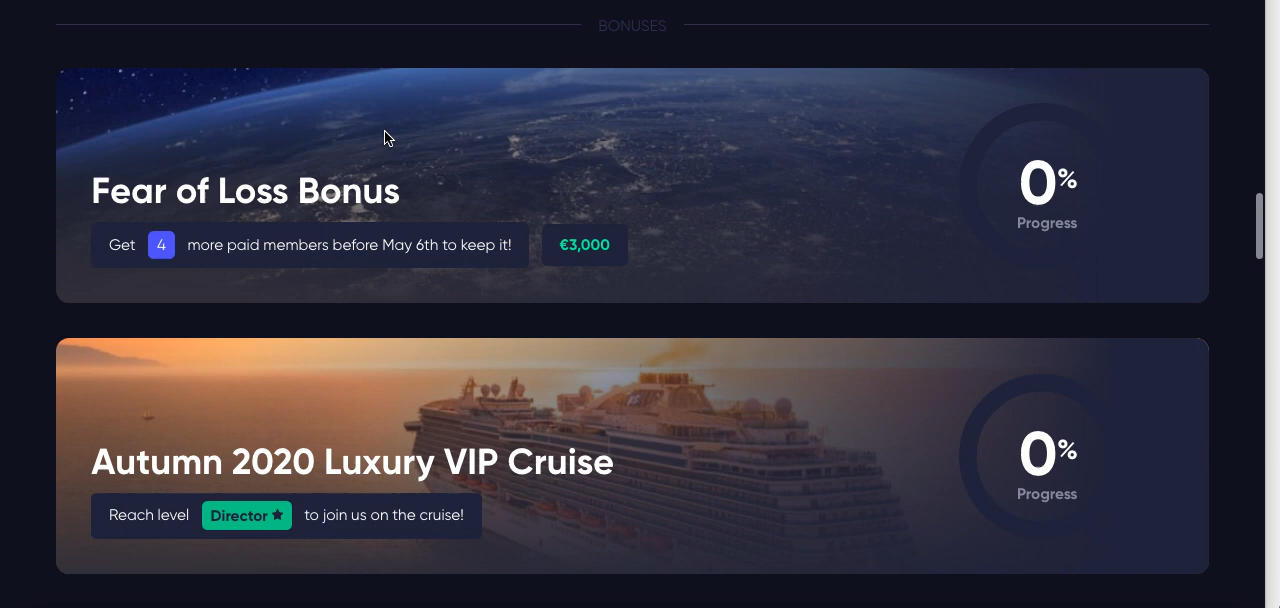 BONUSES
Fear of Loss Bonus
Get 4 more paid members before May 6th to keep it! €3,000
0%
Progress
Autumn 2020 Luxury VIP Cruise
Reach level Director ★ to join us on the cruise!
0%
Progress